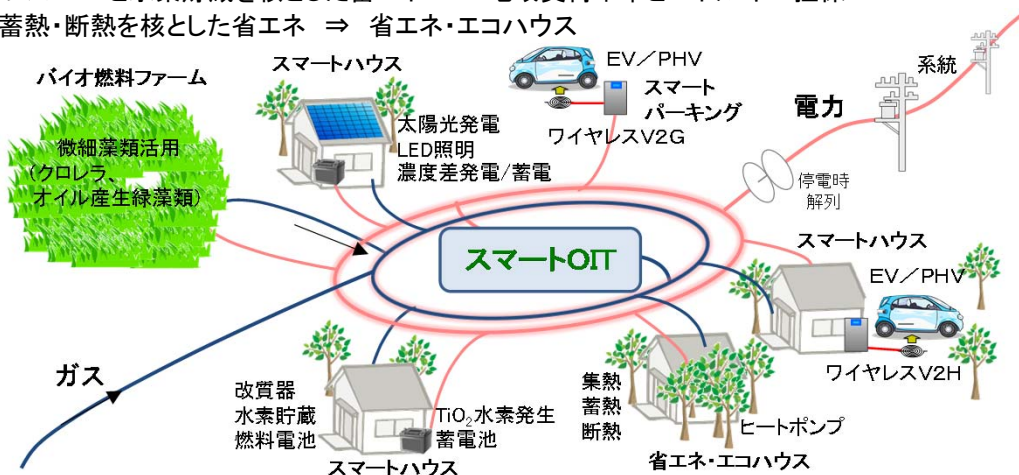 蓄熱・断熱を核とした省エネ ⇒ 省エネ・エコハウス
バイオ燃料ファーム
微細藻類活用
(クロレラ、
オイル産生緑藻類)
スマートハウス
太陽光発電
LED照明
濃度差発電/蓄電
EV/PHV
スマート
パーキング
ワイヤレスV2G
電力
系統
停電時
解列
スマートOIT
スマートハウス
EV/PHV
ワイヤレスV2H
ガス
改質器
水素貯蔵
燃料電池
TiO₂水素発生
蓄電池
スマートハウス
集熱
蓄熱
断熱
ヒートポンプ
省エネ・エコハウス